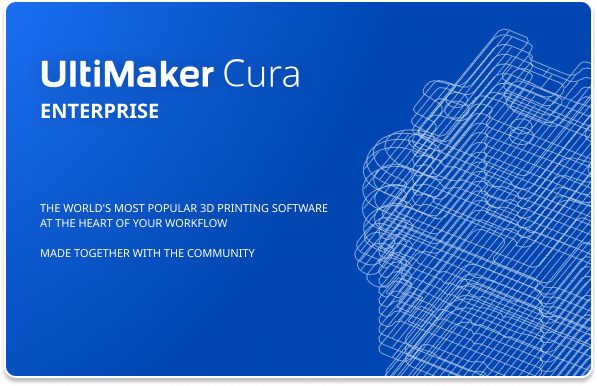 UltiMaker Cura
ENTERPRISE
THE WORLD'S MOST POPULAR 3D PRINTING SOFTWARE
AT THE HEART OF YOUR WORKFLOW
MADE TOGETHER WITH THE COMMUNITY